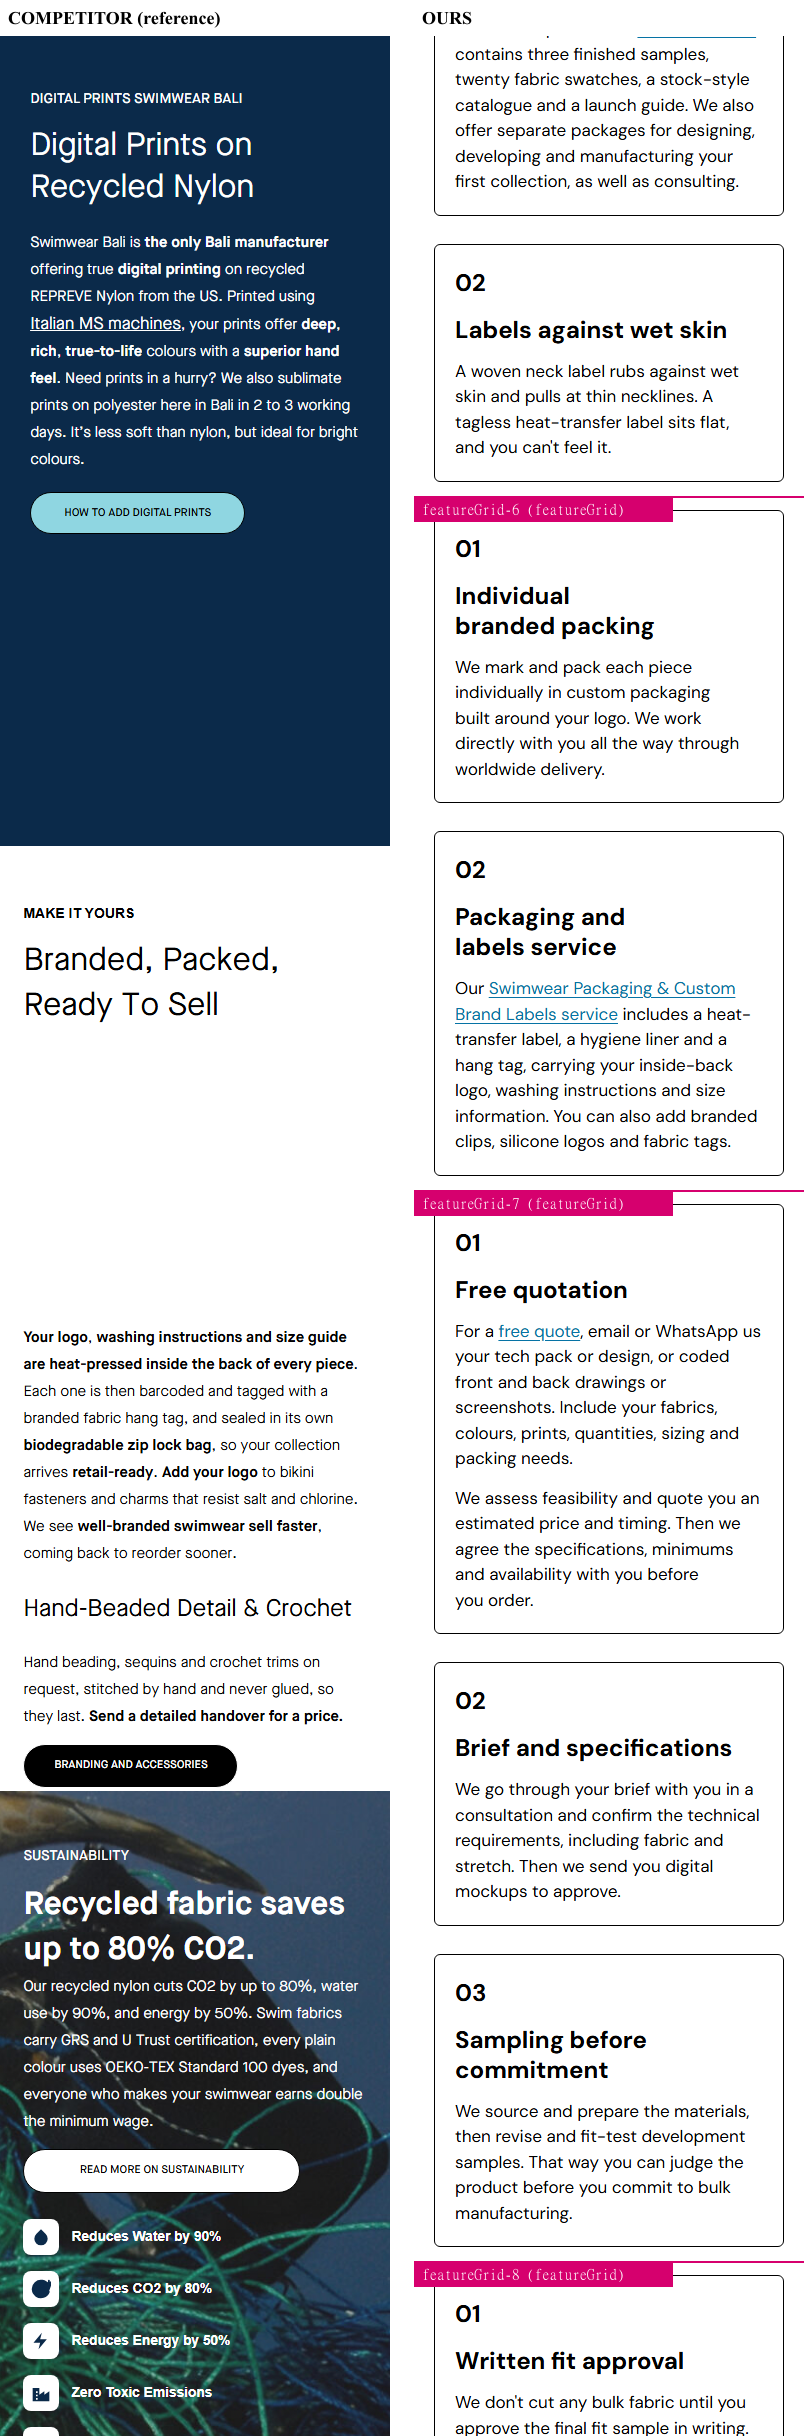 COMPETITOR (reference)
DIGITAL PRINTS SWIMWEAR BALI
Digital Prints on
Recycled Nylon
Swimwear Bali is the only Bali manufacturer
offering true digital printing on recycled
REPREVE Nylon from the US. Printed using
Italian MS machines, your prints offer deep,
rich, true-to-life colours with a superior hand
feel. Need prints in a hurry? We also sublimate
prints on polyester here in Bali in 2 to 3 working
days. It's less soft than nylon, but ideal for bright
colours.
HOW TO ADD DIGITAL PRINTS
MAKE IT YOURS
Branded, Packed,
Ready To Sell
Your logo, washing instructions and size guide
are heat-pressed inside the back of every piece.
Each one is then barcoded and tagged with a
branded fabric hang tag, and sealed in its own
biodegradable zip lock bag, so your collection
arrives retail-ready. Add your logo to bikini
fasteners and charms that resist salt and chlorine.
We see well-branded swimwear sell faster,
coming back to reorder sooner.
Hand-Beaded Detail & Crochet
Hand beading, sequins and crochet trims on
request, stitched by hand and never glued, so
they last. Send a detailed handover for a price.
BRANDING AND ACCESSORIES
SUSTAINABILITY
Recycled fabric saves
up to 80% CO2.
Our recycled nylon cuts CO2 by up to 80%, water
use by 90%, and energy by 50%. Swim fabrics
carry GRS and U Trust certification, every plain
colour uses OEKO-TEX Standard 100 dyes, and
everyone who makes your swimwear earns double
the minimum wage.
READ MORE ON SUSTAINABILITY
Reduces Water by 90%
Reduces CO2 by 80%
Reduces Energy by 50%
Zero Toxic Emissions
OURS
contains three finished samples,
twenty fabric swatches, a stock-style
catalogue and a launch guide. We also
offer separate packages for designing,
developing and manufacturing your
first collection, as well as consulting.
02
Labels against wet skin
A woven neck label rubs against wet
skin and pulls at thin necklines. A
tagless heat-transfer label sits flat,
and you can't feel it.
featureGrid-6 (featureGrid)
01
Individual
branded packing
We mark and pack each piece
individually in custom packaging
built around your logo. We work
directly with you all the way through
worldwide delivery.
02
Packaging and
labels service
Our Swimwear Packaging & Custom
Brand Labels service includes a heat-
transfer label, a hygiene liner and a
hang tag, carrying your inside-back
logo, washing instructions and size
information. You can also add branded
clips, silicone logos and fabric tags.
featureGrid-7 (featureGrid)
01
Free quotation
For a free quote, email or WhatsApp us
your tech pack or design, or coded
front and back drawings or
screenshots. Include your fabrics,
colours, prints, quantities, sizing and
packing needs.
We assess feasibility and quote you an
estimated price and timing. Then we
agree the specifications, minimums
and availability with you before
you order.
02
Brief and specifications
We go through your brief with you in a
consultation and confirm the technical
requirements, including fabric and
stretch. Then we send you digital
mockups to approve.
03
Sampling before
commitment
We source and prepare the materials,
then revise and fit-test development
samples. That way you can judge the
product before you commit to bulk
manufacturing.
featureGrid-8 (featureGrid)
01
Written fit approval
We don't cut any bulk fabric until you
approve the final fit sample in writing.